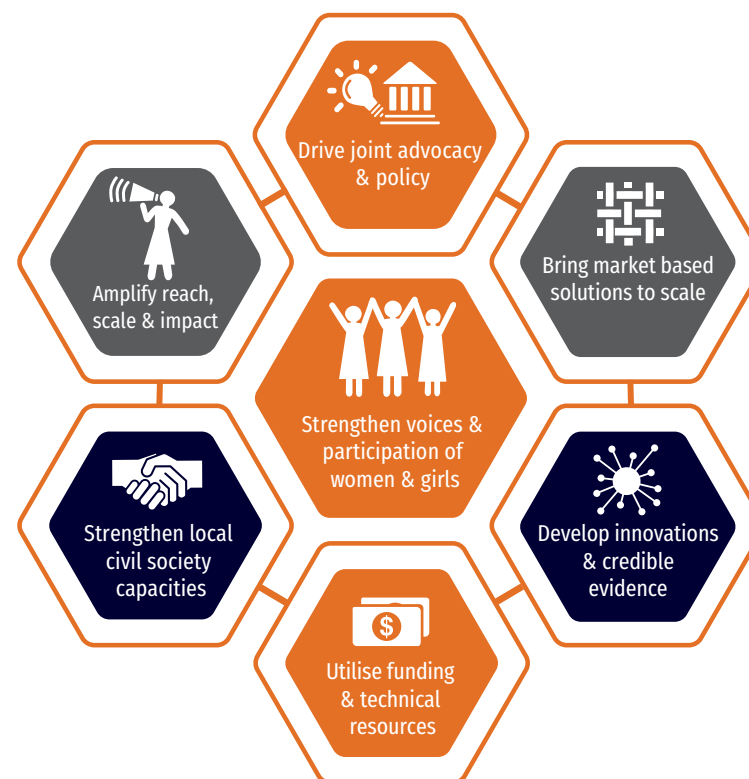 Drive joint advocacy
& policy
Amplify reach,
scale & impact
Bring market based
solutions to scale
Strengthen voices &
participation of
women & girls
Strengthen local
civil society
capacities
Develop innovations
& credible
evidence
$
Utilise funding
& technical
resources